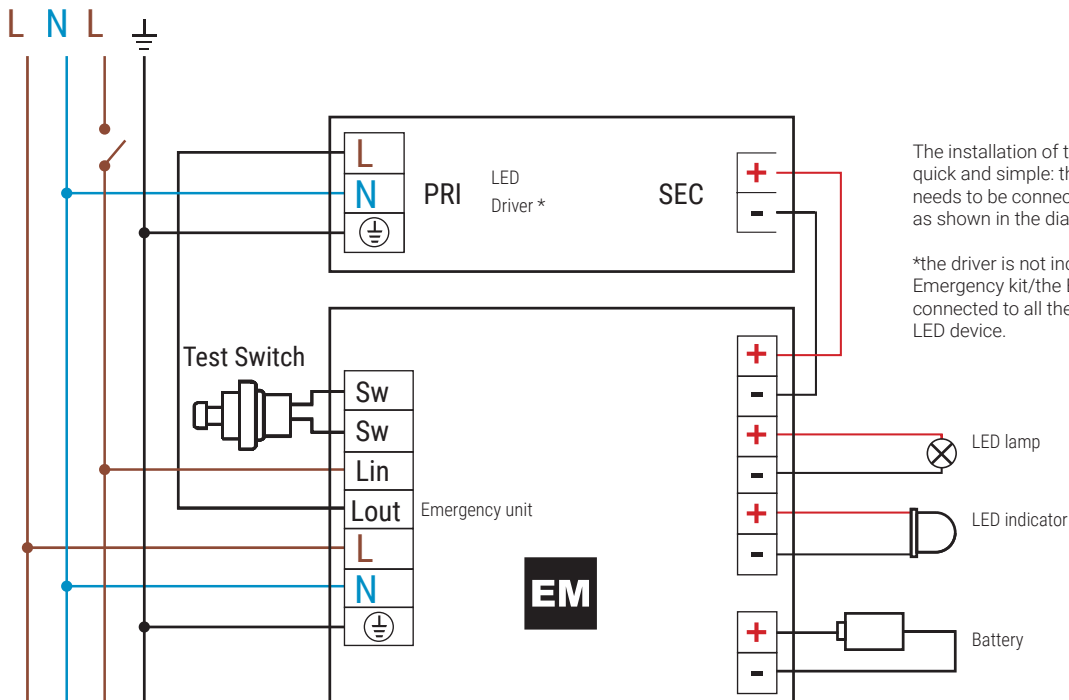 L N L
L
N
PRI
LED
Driver *
SEC
+
-
The installation of t
quick and simple: th
needs to be connec
as shown in the dia
*the driver is not inc
Emergency kit/the
connected to all the
LED device.
Test Switch
Sw
Sw
Lin
Lout
L
N
Emergency unit
EM
+
-
+
-
+
-
+
-
LED lamp
LED indicator
Battery